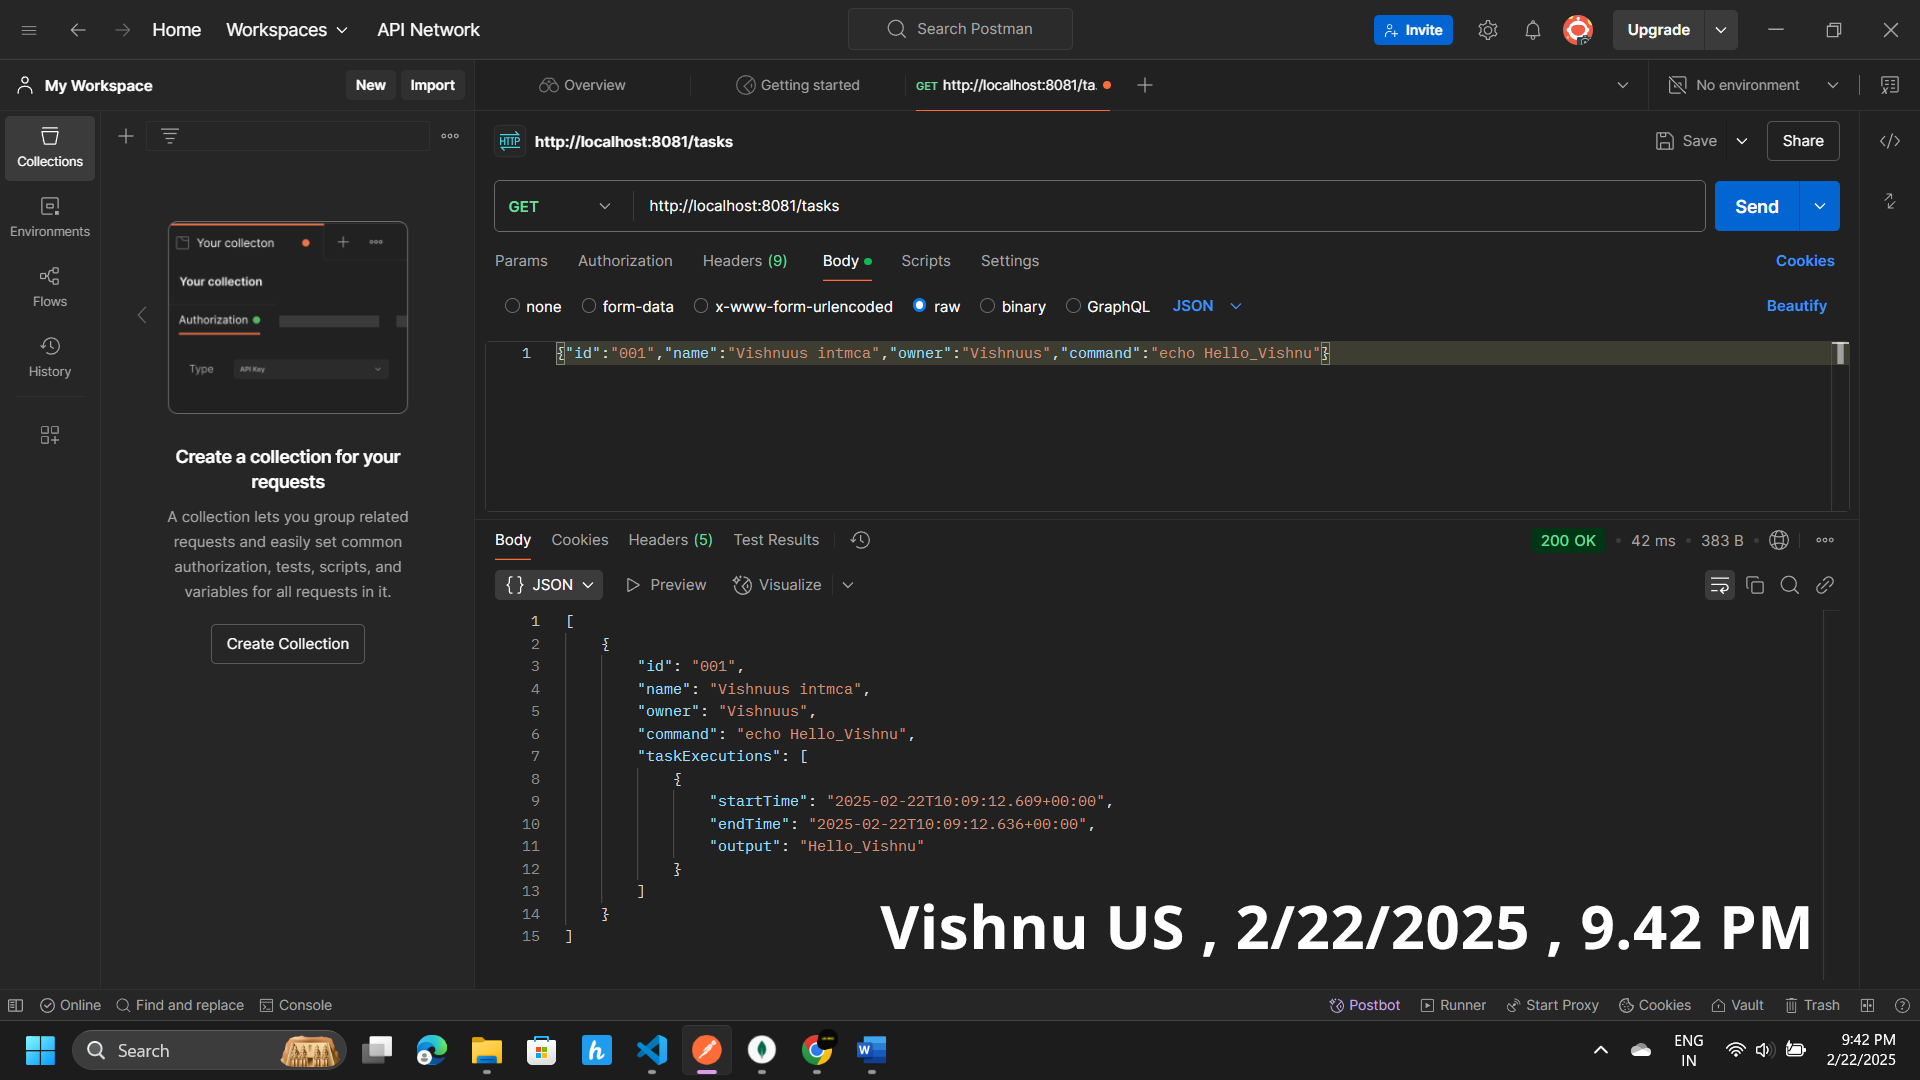 Home Workspaces API Network Search Postman Invite Upgrade
My Workspace New Import Overview Getting started GET http://localhost:8081/ta. No environment
HTTP http://localhost:8081/tasks Save Share
Collections
Environments
Flows
History
GET http://localhost:8081/tasks Send
Params Authorization Headers (9) Body Scripts Settings Cookies
none form-data x-www-form-urlencoded raw binary GraphQL JSON Beautify
1 {"id":"001","name":"Vishnuus intmca","owner":"Vishnuus","command":"echo Hello_Vishnu"}
Your collecton
Your collection
Authorization
Type API Key
Create a collection for your
requests
A collection lets you group related
requests and easily set common
authorization, tests, scripts, and
variables for all requests in it.
Create Collection
Body Cookies Headers (5) Test Results 200 OK 42 ms 383 B
{} JSON Preview Visualize
1 [
2 {
3 "id": "001",
4 "name": "Vishnuus intmca",
5 "owner": "Vishnuus",
6 "command": "echo Hello_Vishnu",
7 "taskExecutions": [
8 {
9 "startTime": "2025-02-22T10:09:12.609+00:00",
10 "endTime": "2025-02-22T10:09:12.636+00:00",
11 "output": "Hello_Vishnu"
12 }
13 ]
14 }
15 ]
Vishnu US , 2/22/2025 , 9.42 PM
Online Find and replace Console Postbot Runner Start Proxy Cookies Vault Trash
Search ENG 9:42 PM
IN 2/22/2025